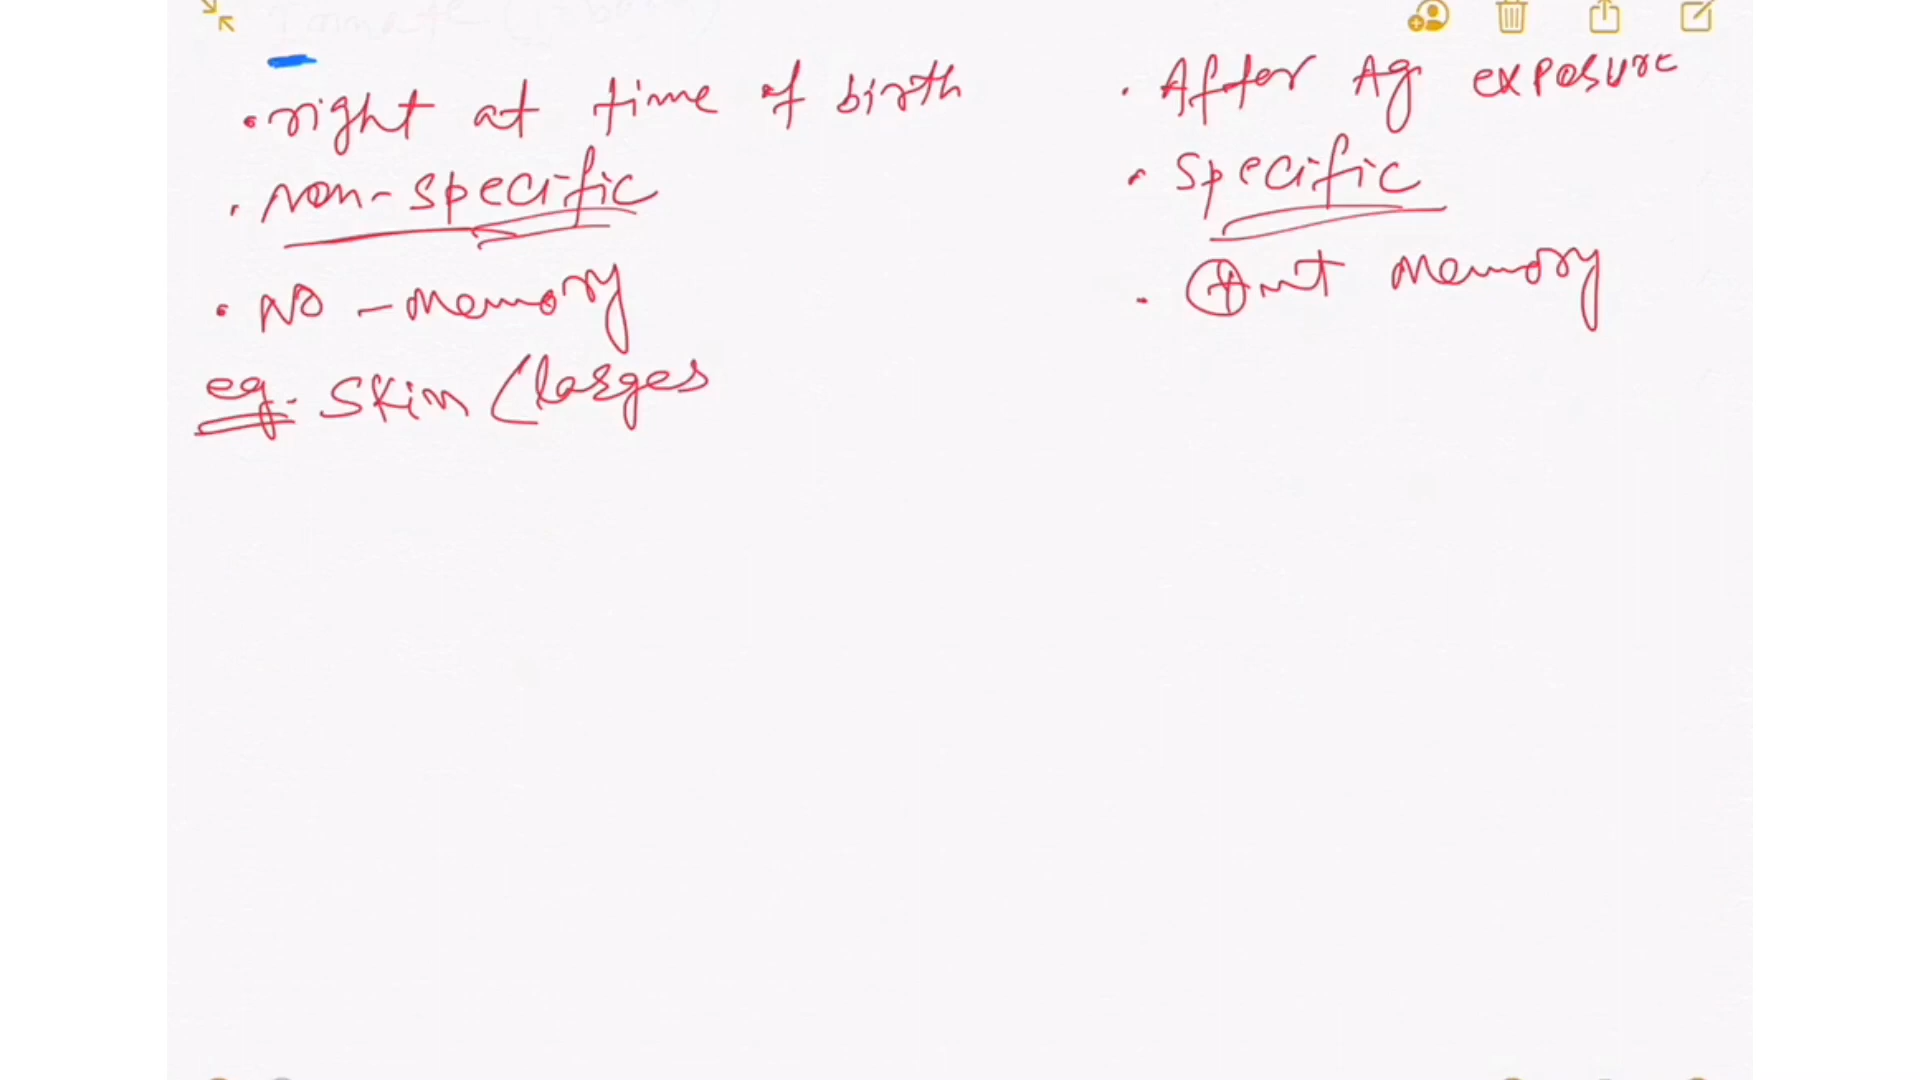 • right at time of birth
• non-specific
• No - memory
eg. Skin (larges
• After Ag exposure
• specific
• ⊕nt memory